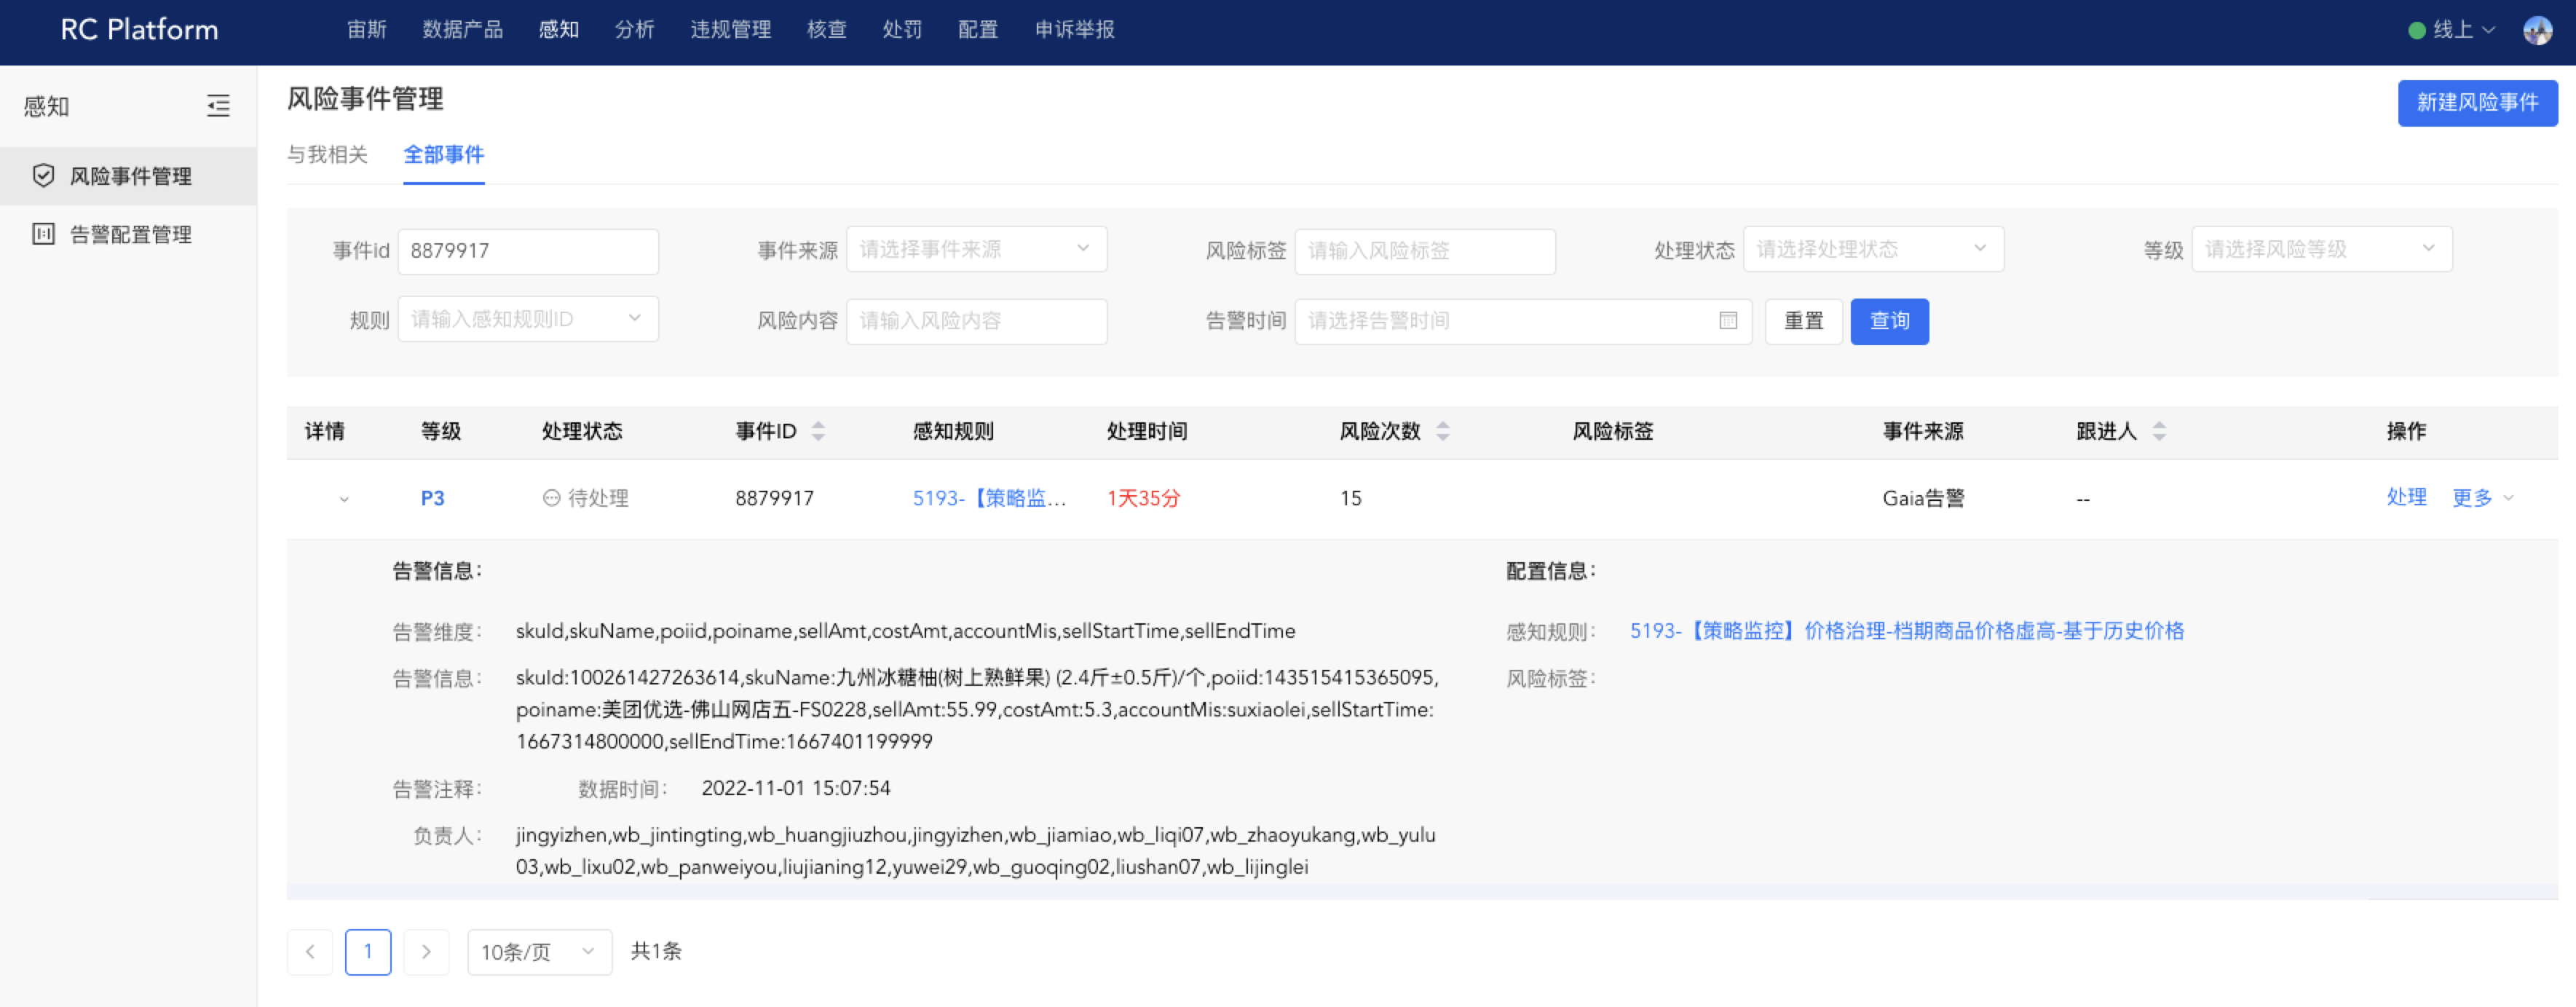 RC Platform 宙斯 数据产品 感知 分析 违规管理 核查 处罚 配置 申诉举报 线上
感知
风险事件管理
告警配置管理
风险事件管理
新建风险事件
与我相关 全部事件
事件id 8879917 事件来源 请选择事件来源 风险标签 请输入风险标签 处理状态 请选择处理状态 等级 请选择风险等级
规则 请输入感知规则ID 风险内容 请输入风险内容 告警时间 请选择告警时间 重置 查询
详情 等级 处理状态 事件ID 感知规则 处理时间 风险次数 风险标签 事件来源 跟进人 操作
P3 待处理 8879917 5193-【策略监... 1天35分 15 Gaia告警 -- 处理 更多
告警信息：
告警维度： skuId,skuName,poiid,poiname,sellAmt,costAmt,accountMis,sellStartTime,sellEndTime
告警信息： skuId:100261427263614,skuName:九州冰糖柚(树上熟鲜果) (2.4斤±0.5斤)/个,poiid:143515415365095,
poiname:美团优选-佛山网店五-FS0228,sellAmt:55.99,costAmt:5.3,accountMis:suxiaolei,sellStartTime:
1667314800000,sellEndTime:1667401199999
告警注释： 数据时间： 2022-11-01 15:07:54
负责人： jingyizhen,wb_jintingting,wb_huangjiuzhou,jingyizhen,wb_jiamiao,wb_liqi07,wb_zhaoyukang,wb_yulu
03,wb_lixu02,wb_panweiyou,liujianing12,yuwei29,wb_guoqing02,liushan07,wb_lijinglei
配置信息：
感知规则： 5193-【策略监控】价格治理-档期商品价格虚高-基于历史价格
风险标签：
1 10条/页 共1条